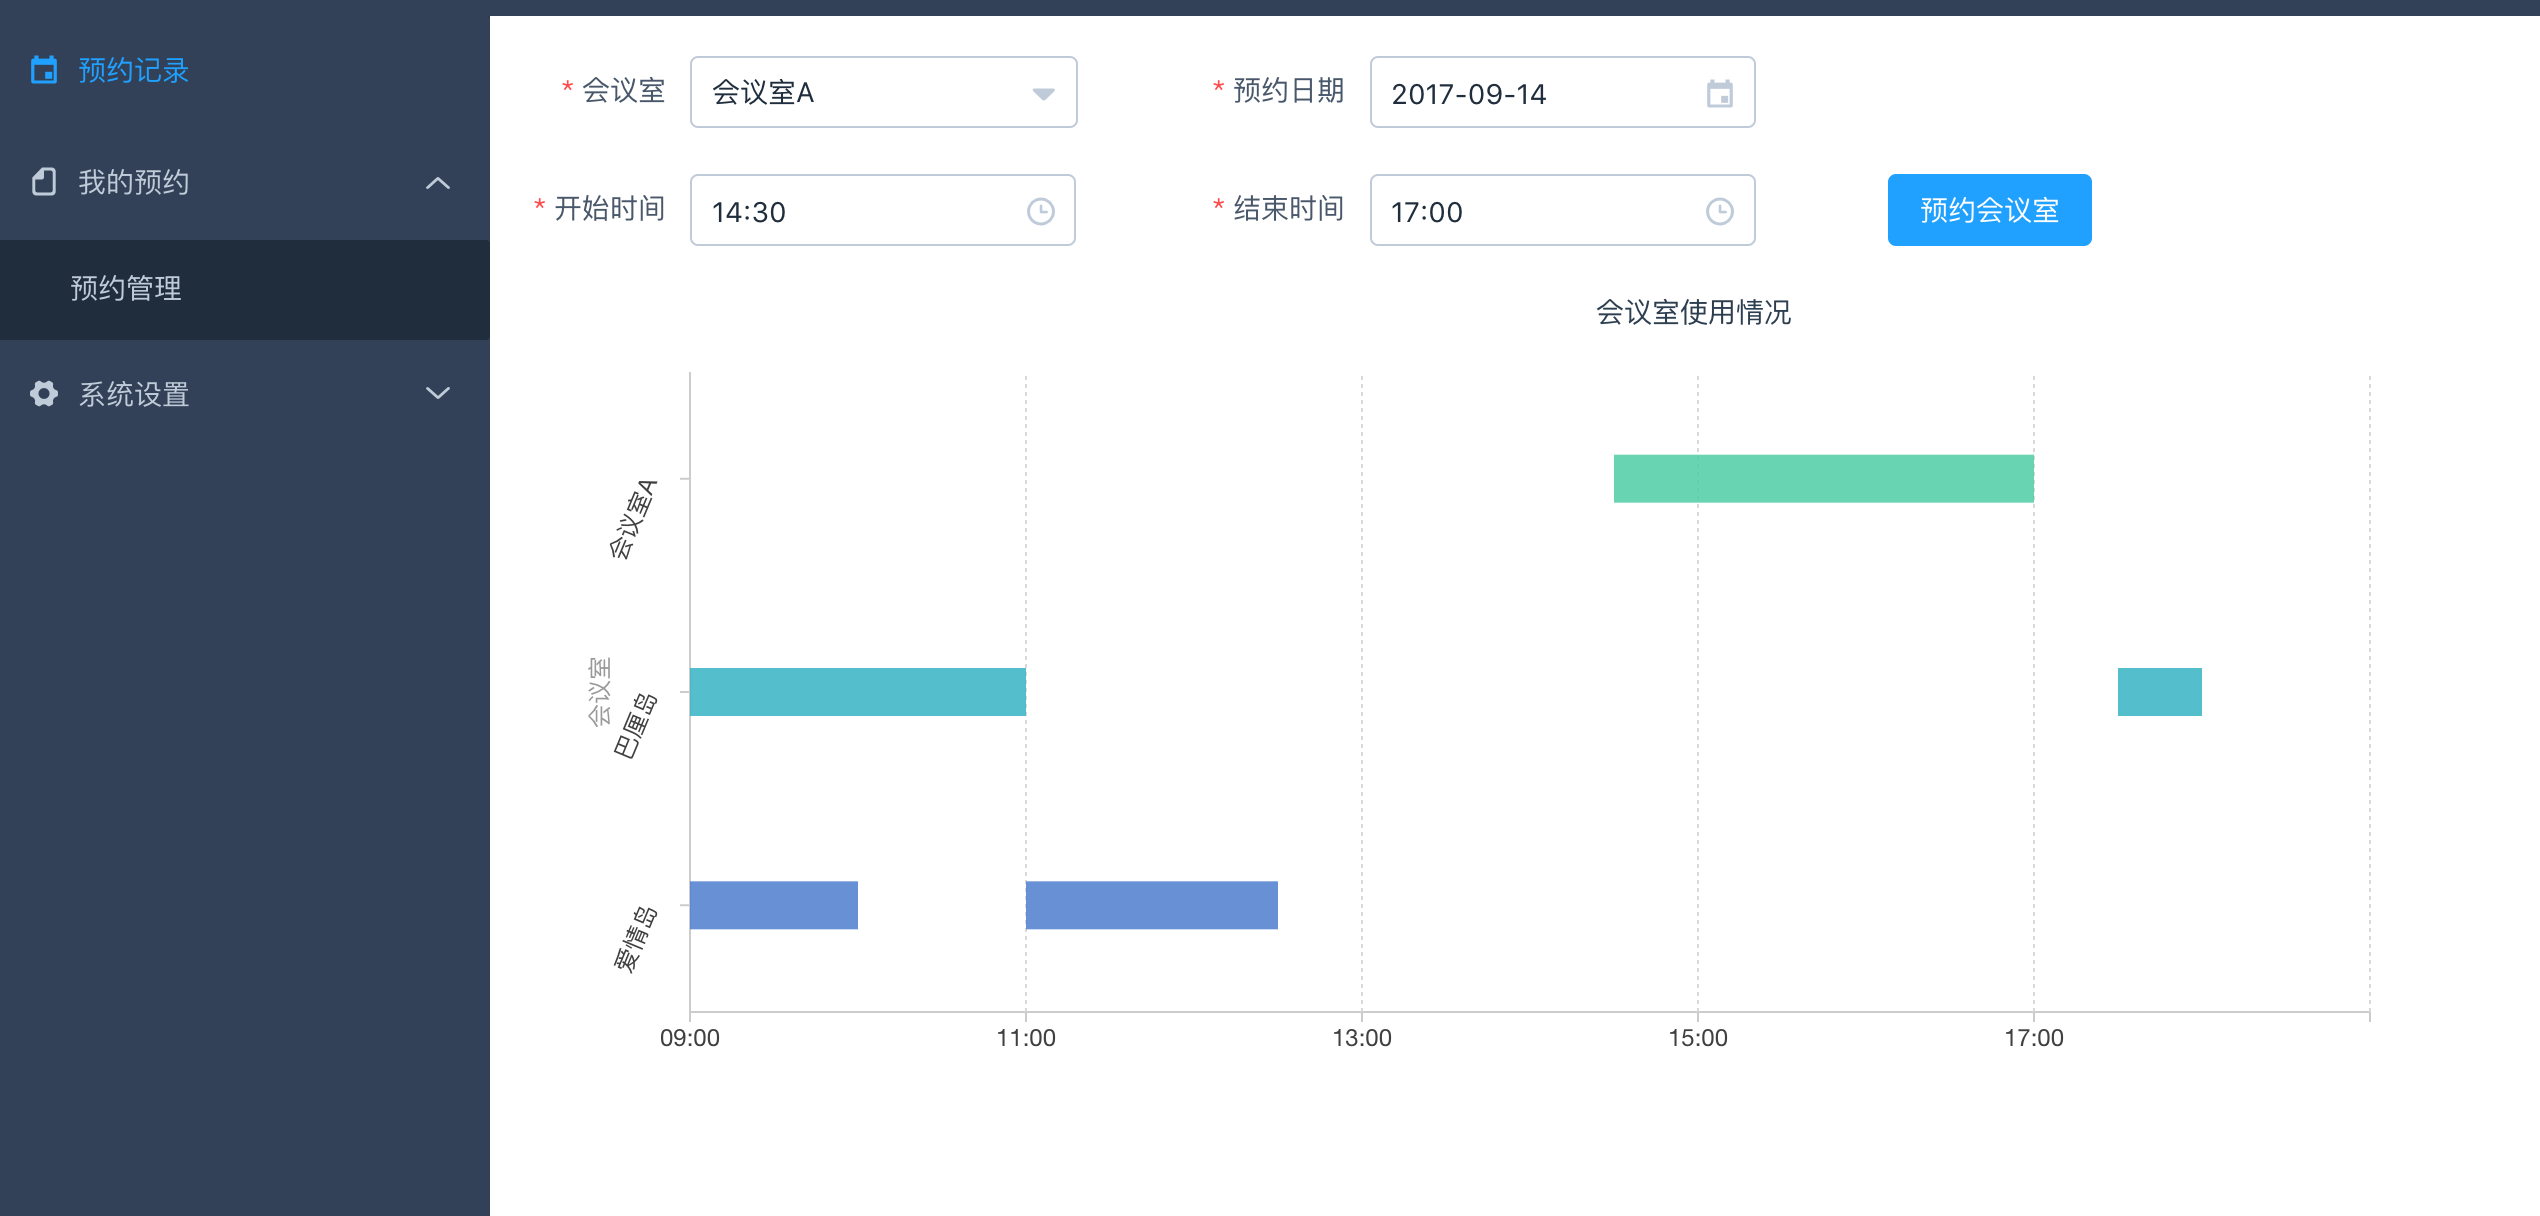 预约记录
我的预约
预约管理
系统设置
* 会议室 会议室A
* 预约日期 2017-09-14
* 开始时间 14:30
* 结束时间 17:00
预约会议室
会议室使用情况
会议室
会议室A
巴厘岛
爱情岛
09:00 11:00 13:00 15:00 17:00